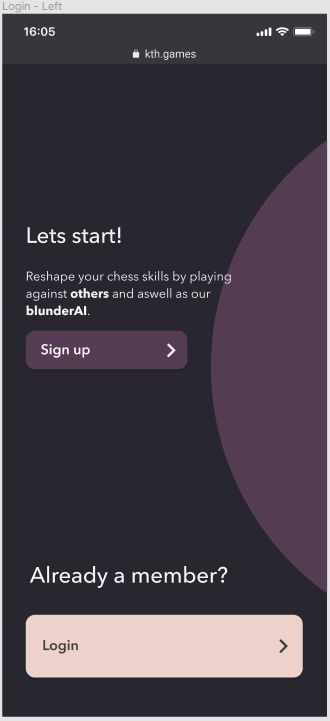 Login - Left
16:05
kth.games
Lets start!
Reshape your chess skills by playing
against others and aswell as our
blunderAI.
Sign up
Already a member?
Login